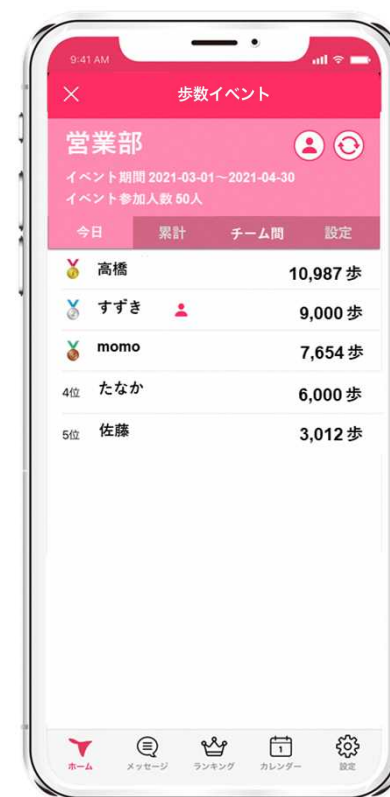 9:41 AM
歩数イベント
営業部
イベント期間 2021-03-01～2021-04-30
イベント参加人数 50人
今日 累計 チーム間 設定
高橋 10,987 歩
すずき 9,000 歩
momo 7,654 歩
4位 たなか 6,000 歩
5位 佐藤 3,012 歩
1
ホーム メッセージ ランキング カレンダー 設定